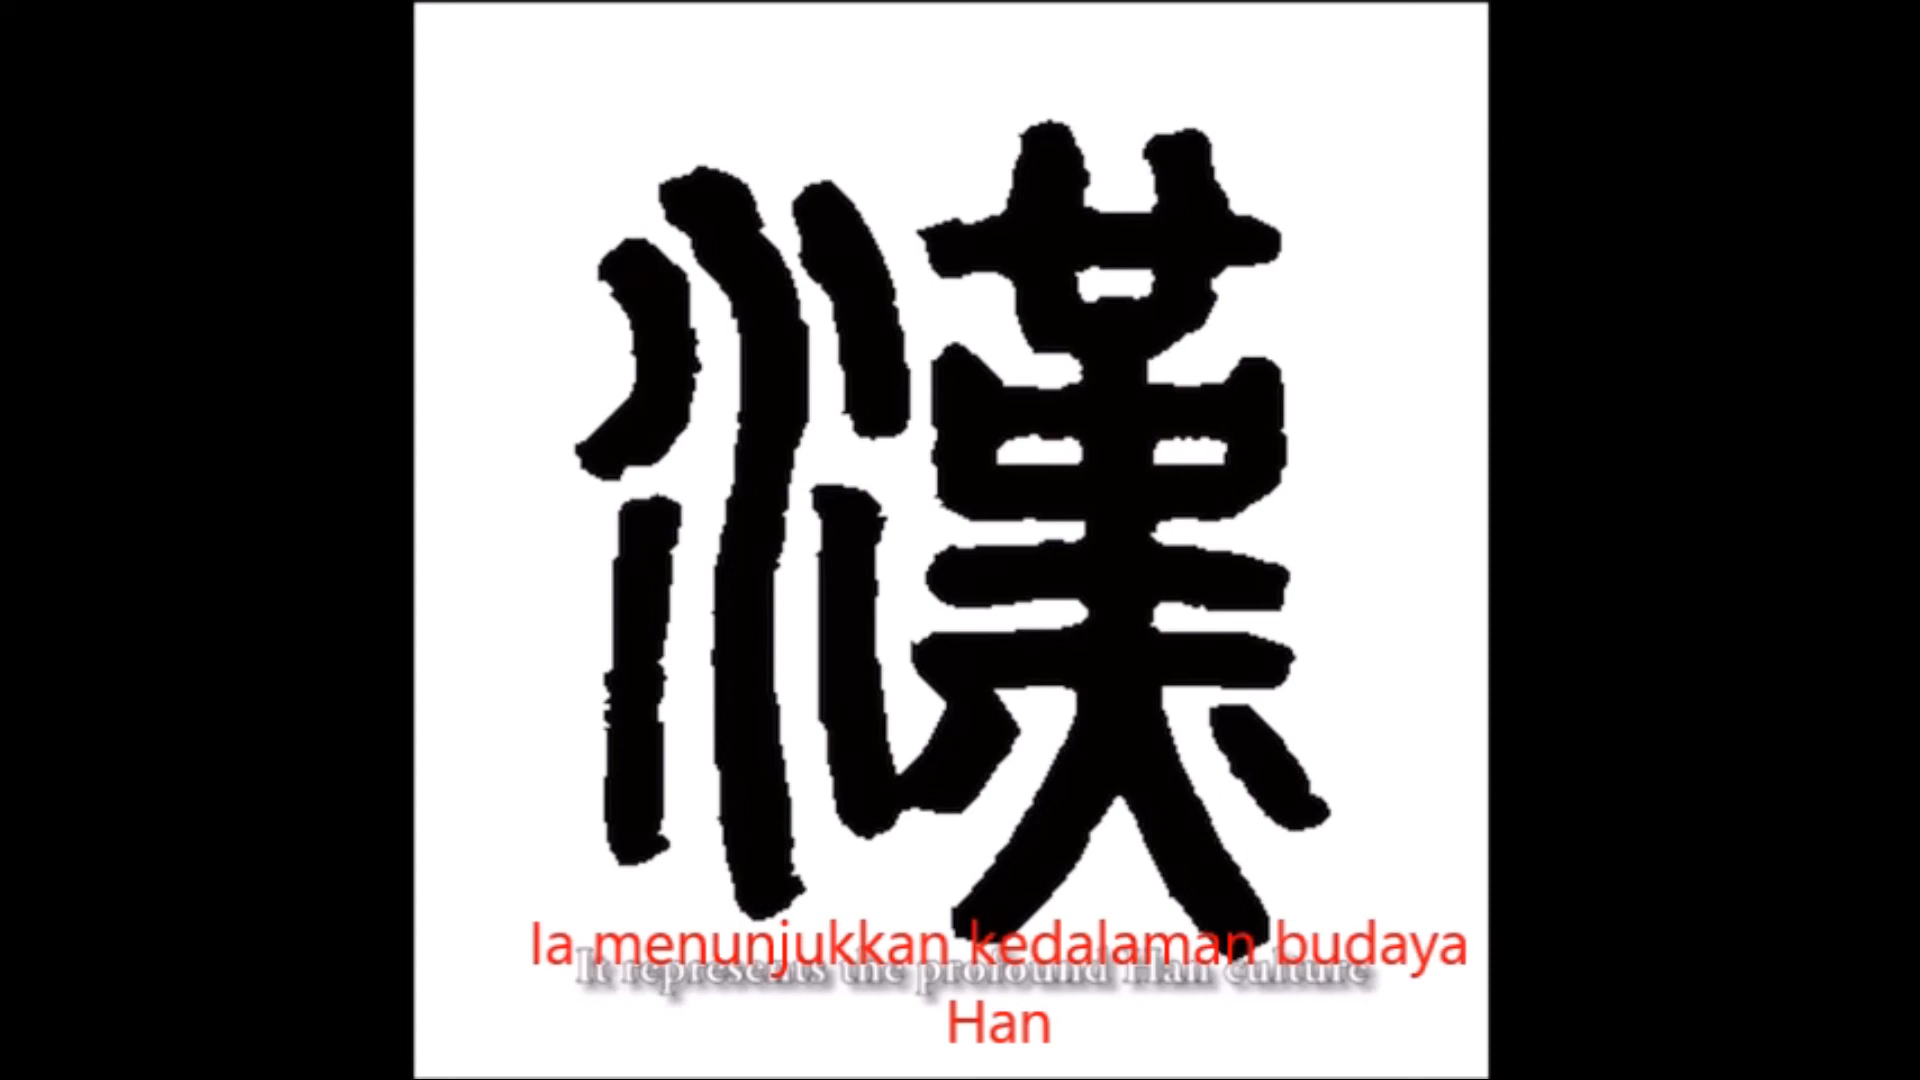 漢
Ia menunjukkan kedalaman budaya
It represents the profound Han culture
Han